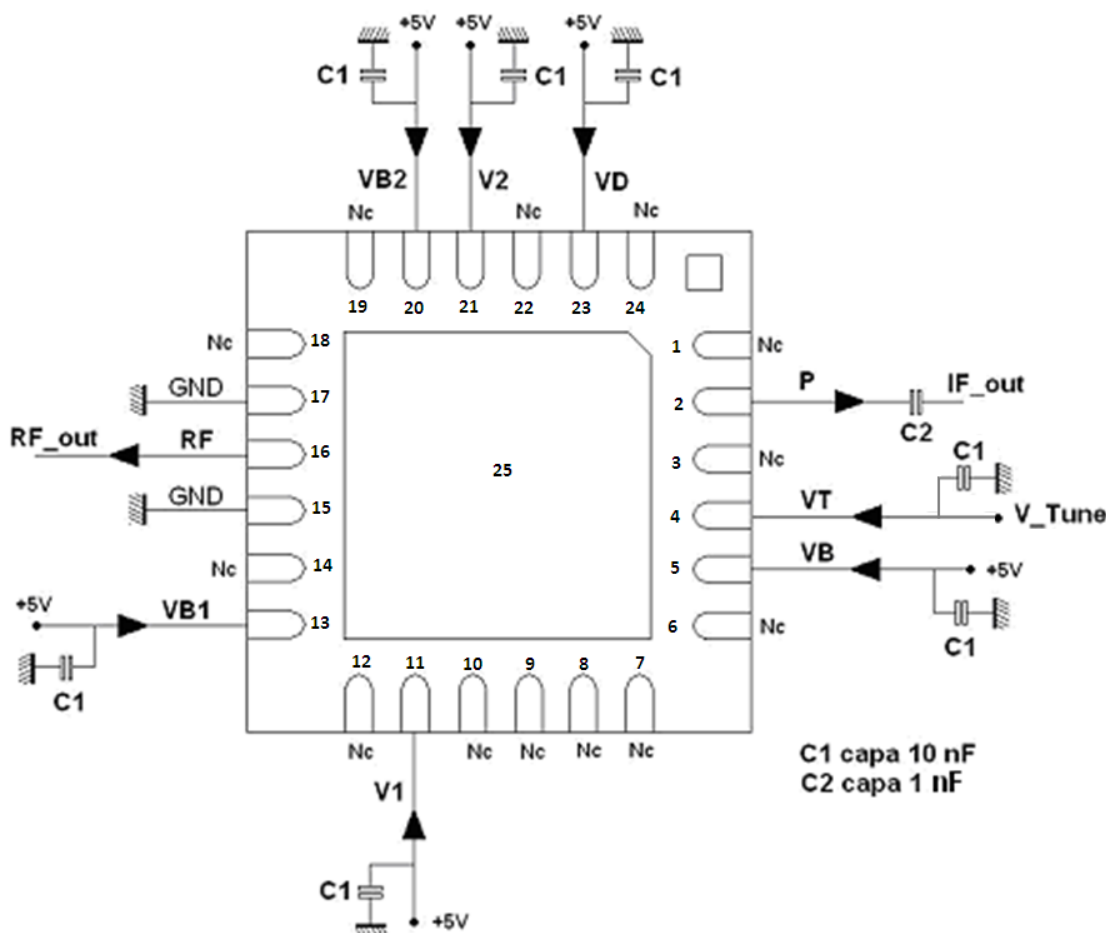 +5V +5V +5V
C1 C1 C1
VB2 V2 VD
Nc Nc Nc
19 20 21 22 23 24
Nc 18 1 Nc
GND 17 2 P IF_out
C2
RF_out RF 16 3 Nc
25
C1
GND 15 4 VT V_Tune
Nc 14 5 VB +5V
+5V VB1 13 6 Nc
C1 C1
12 11 10 9 8 7
Nc Nc Nc Nc Nc
V1
C1 capa 10 nF
C2 capa 1 nF
C1
+5V